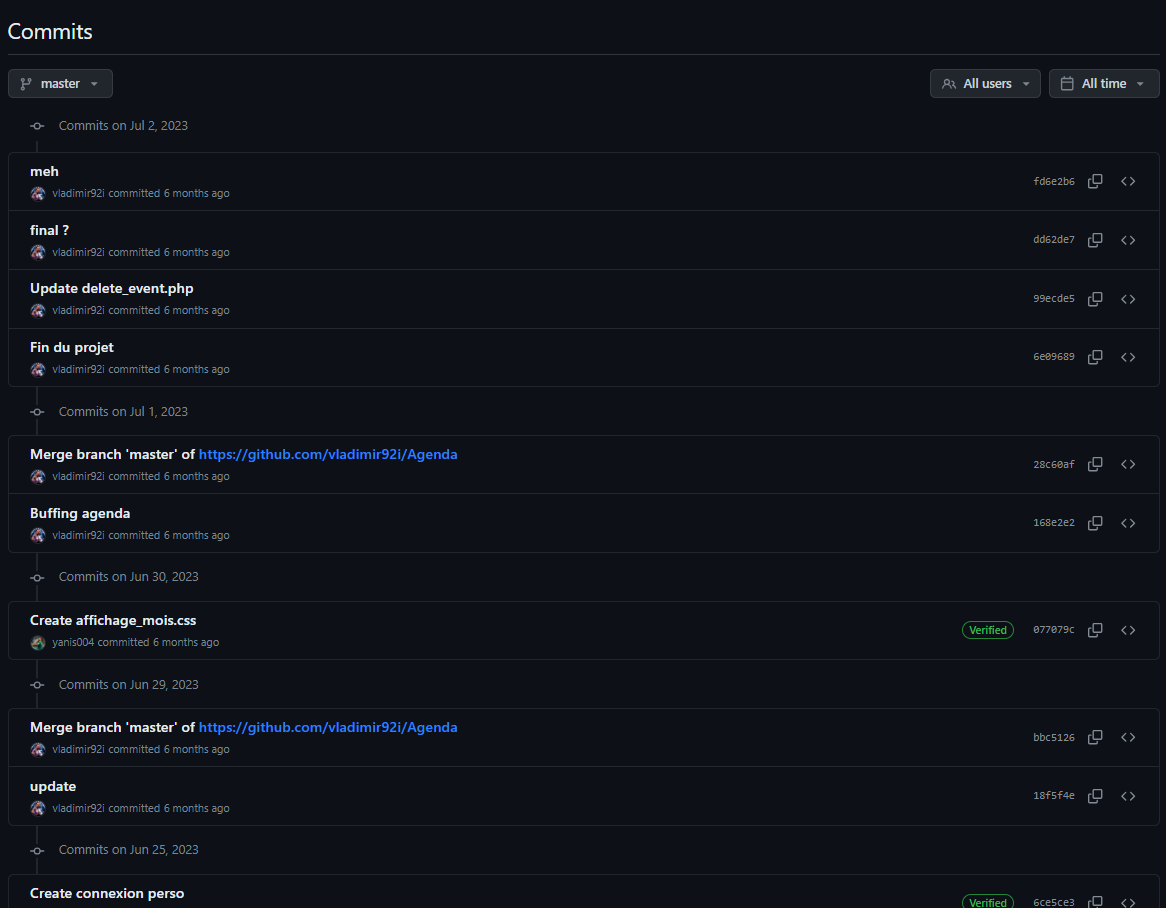 Commits
master
All users
All time
Commits on Jul 2, 2023
meh
vladimir92i committed 6 months ago
fd6e2b6
final ?
vladimir92i committed 6 months ago
dd62de7
Update delete_event.php
vladimir92i committed 6 months ago
99ecde5
Fin du projet
vladimir92i committed 6 months ago
6e09689
Commits on Jul 1, 2023
Merge branch 'master' of https://github.com/vladimir92i/Agenda
vladimir92i committed 6 months ago
28c60af
Buffing agenda
vladimir92i committed 6 months ago
168e2e2
Commits on Jun 30, 2023
Create affichage_mois.css
yanis004 committed 6 months ago
Verified
077079c
Commits on Jun 29, 2023
Merge branch 'master' of https://github.com/vladimir92i/Agenda
vladimir92i committed 6 months ago
bbc5126
update
vladimir92i committed 6 months ago
18f5f4e
Commits on Jun 25, 2023
Create connexion perso
Verified
6ce5ce3